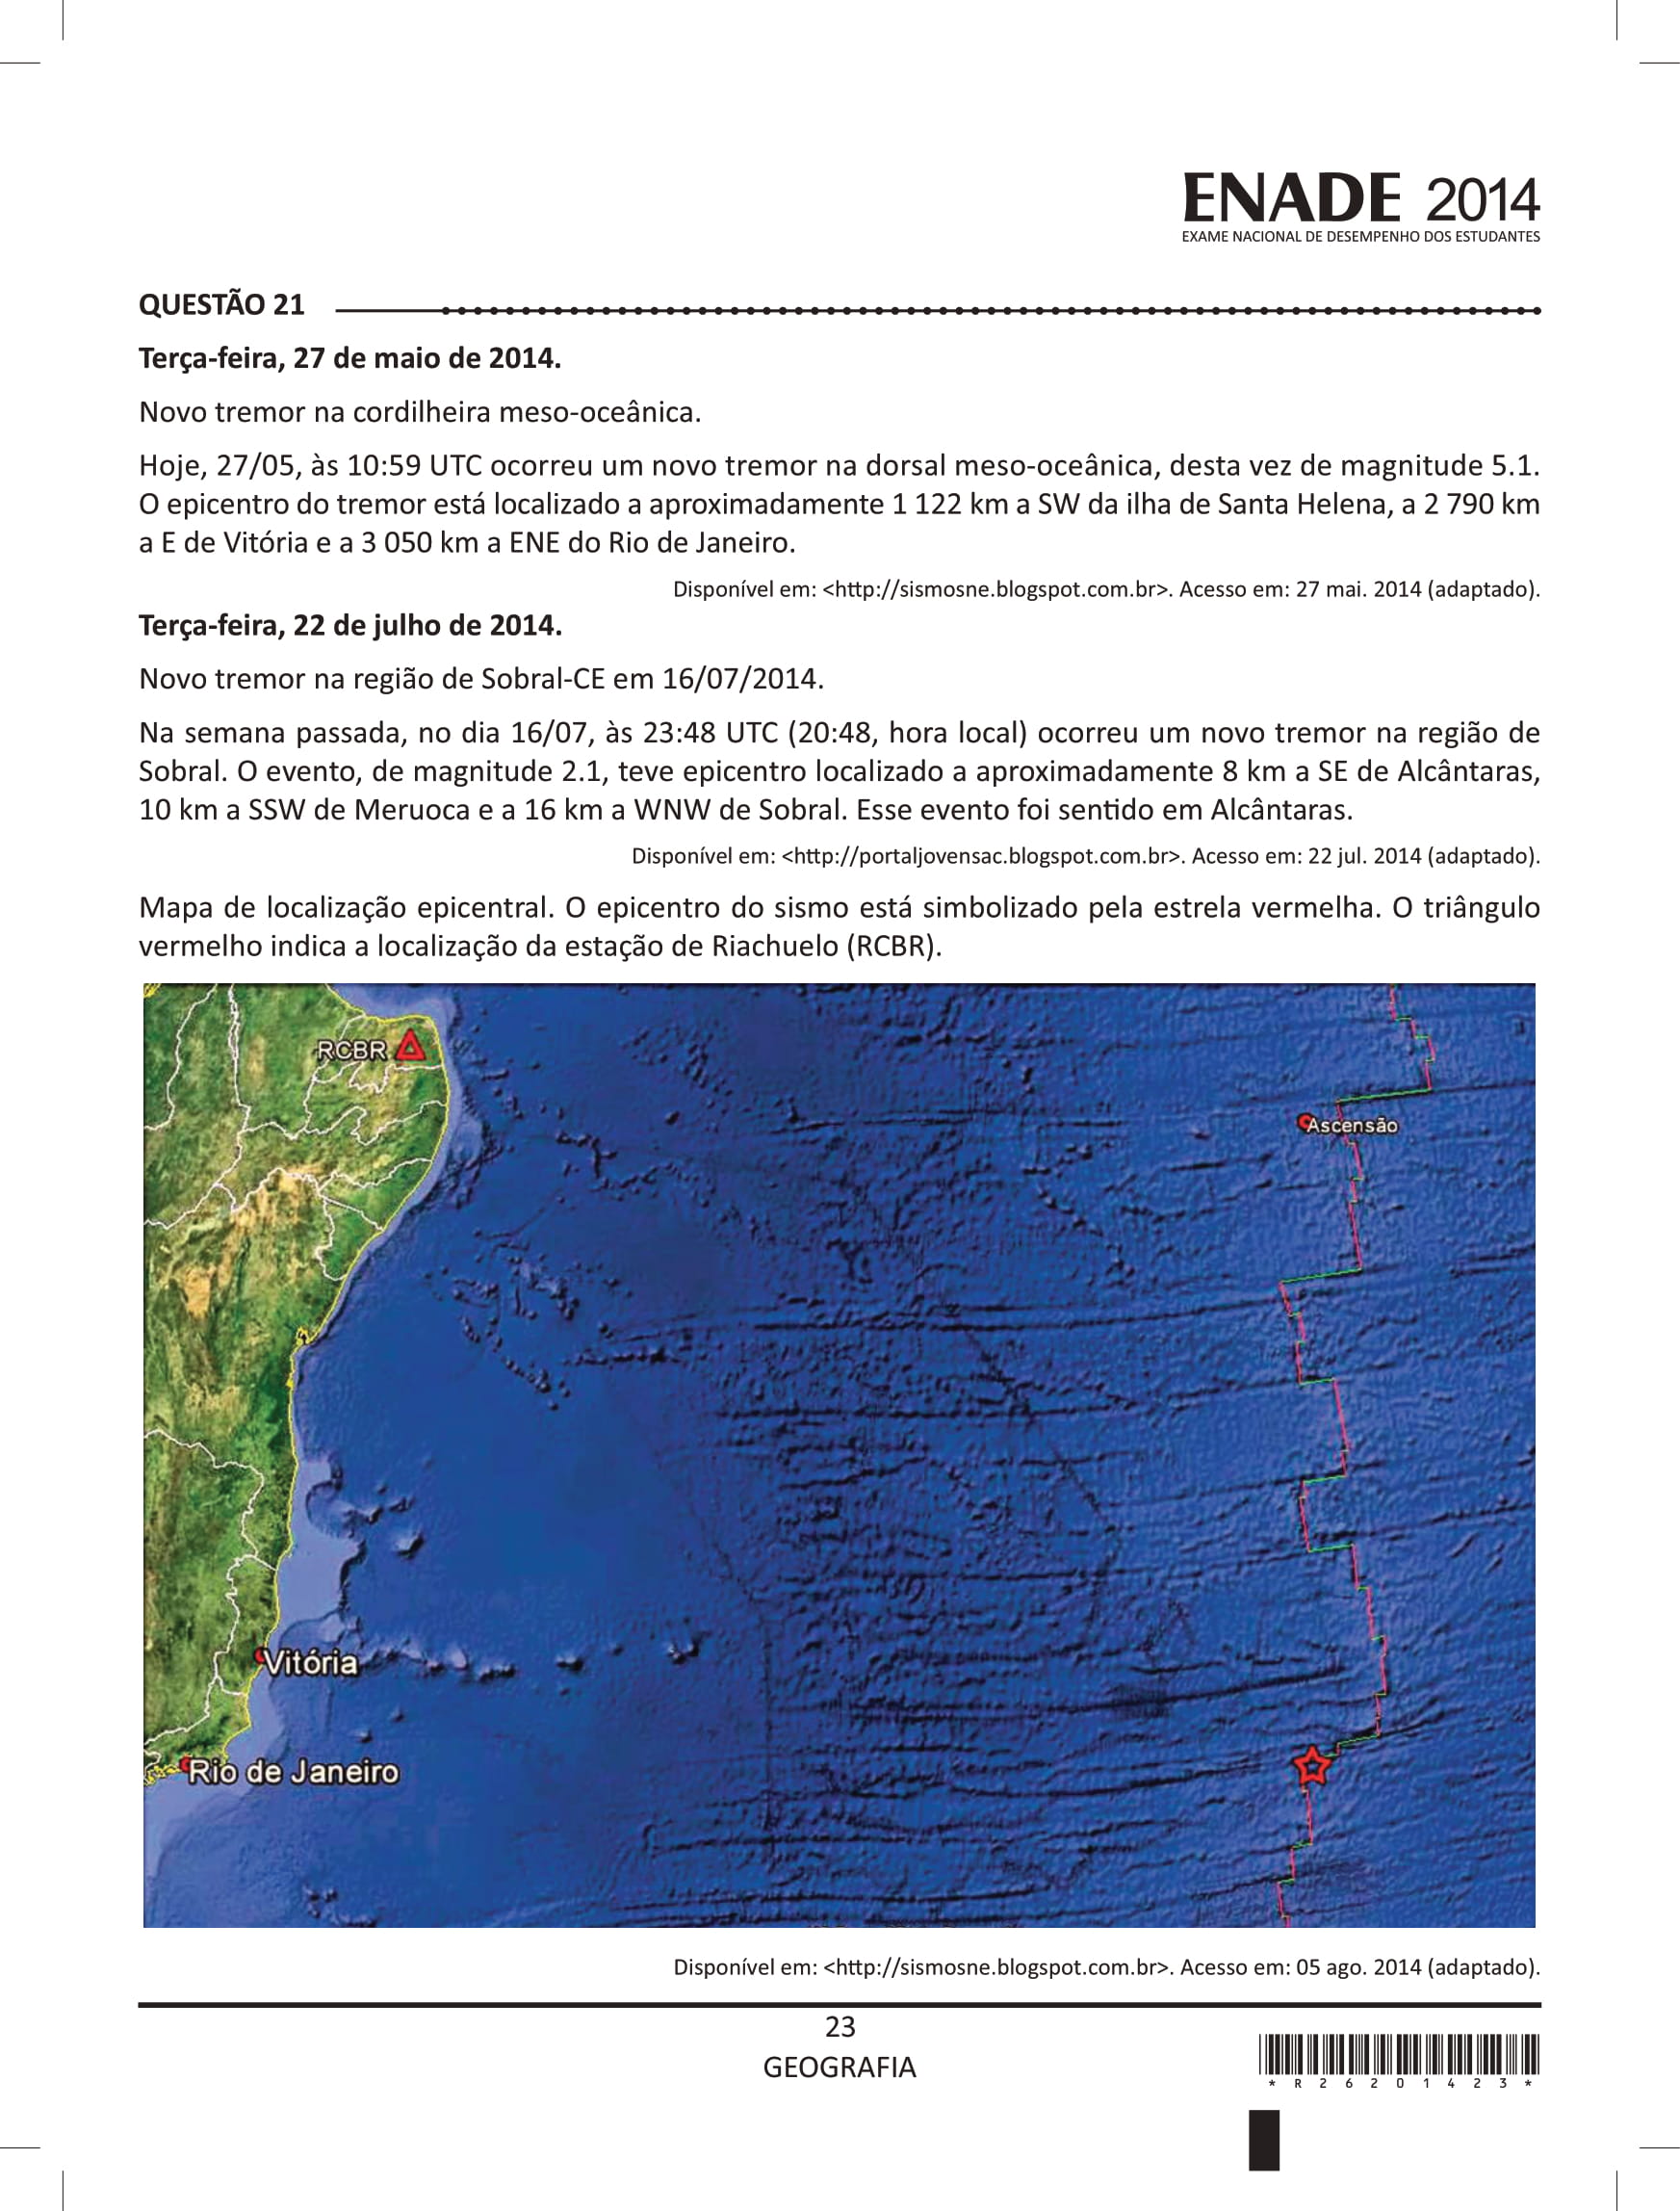 ENADE 2014
EXAME NACIONAL DE DESEMPENHO DOS ESTUDANTES
QUESTÃO 21
Terça-feira, 27 de maio de 2014.
Novo tremor na cordilheira meso-oceânica.
Hoje, 27/05, às 10:59 UTC ocorreu um novo tremor na dorsal meso-oceânica, desta vez de magnitude 5.1.
O epicentro do tremor está localizado a aproximadamente 1 122 km a SW da ilha de Santa Helena, a 2 790 km
a E de Vitória e a 3 050 km a ENE do Rio de Janeiro.
Disponível em: <http://sismosne.blogspot.com.br>. Acesso em: 27 mai. 2014 (adaptado).
Terça-feira, 22 de julho de 2014.
Novo tremor na região de Sobral-CE em 16/07/2014.
Na semana passada, no dia 16/07, às 23:48 UTC (20:48, hora local) ocorreu um novo tremor na região de
Sobral. O evento, de magnitude 2.1, teve epicentro localizado a aproximadamente 8 km a SE de Alcântaras,
10 km a SSW de Meruoca e a 16 km a WNW de Sobral. Esse evento foi sentido em Alcântaras.
Disponível em: <http://portaljovensac.blogspot.com.br>. Acesso em: 22 jul. 2014 (adaptado).
Mapa de localização epicentral. O epicentro do sismo está simbolizado pela estrela vermelha. O triângulo
vermelho indica a localização da estação de Riachuelo (RCBR).
RCBR
Ascensão
Vitória
Rio de Janeiro
Disponível em: <http://sismosne.blogspot.com.br>. Acesso em: 05 ago. 2014 (adaptado).
23
GEOGRAFIA
* R 2 6 2 0 1 4 2 3 *